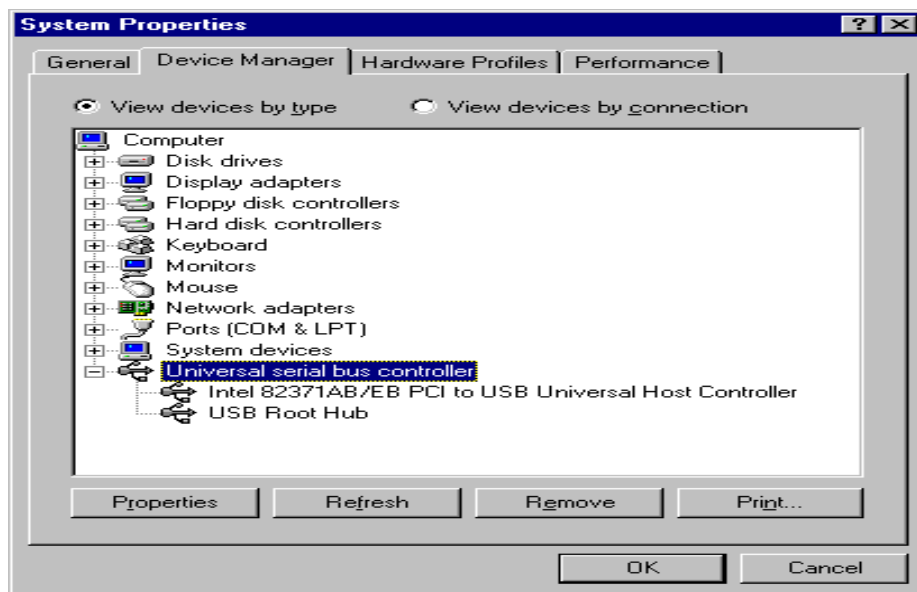 System Properties
General Device Manager Hardware Profiles Performance
View devices by type View devices by connection
Computer
Disk drives
Display adapters
Floppy disk controllers
Hard disk controllers
Keyboard
Monitors
Mouse
Network adapters
Ports (COM & LPT)
System devices
Universal serial bus controller
Intel 82371AB/EB PCI to USB Universal Host Controller
USB Root Hub
Properties Refresh Remove Print...
OK Cancel